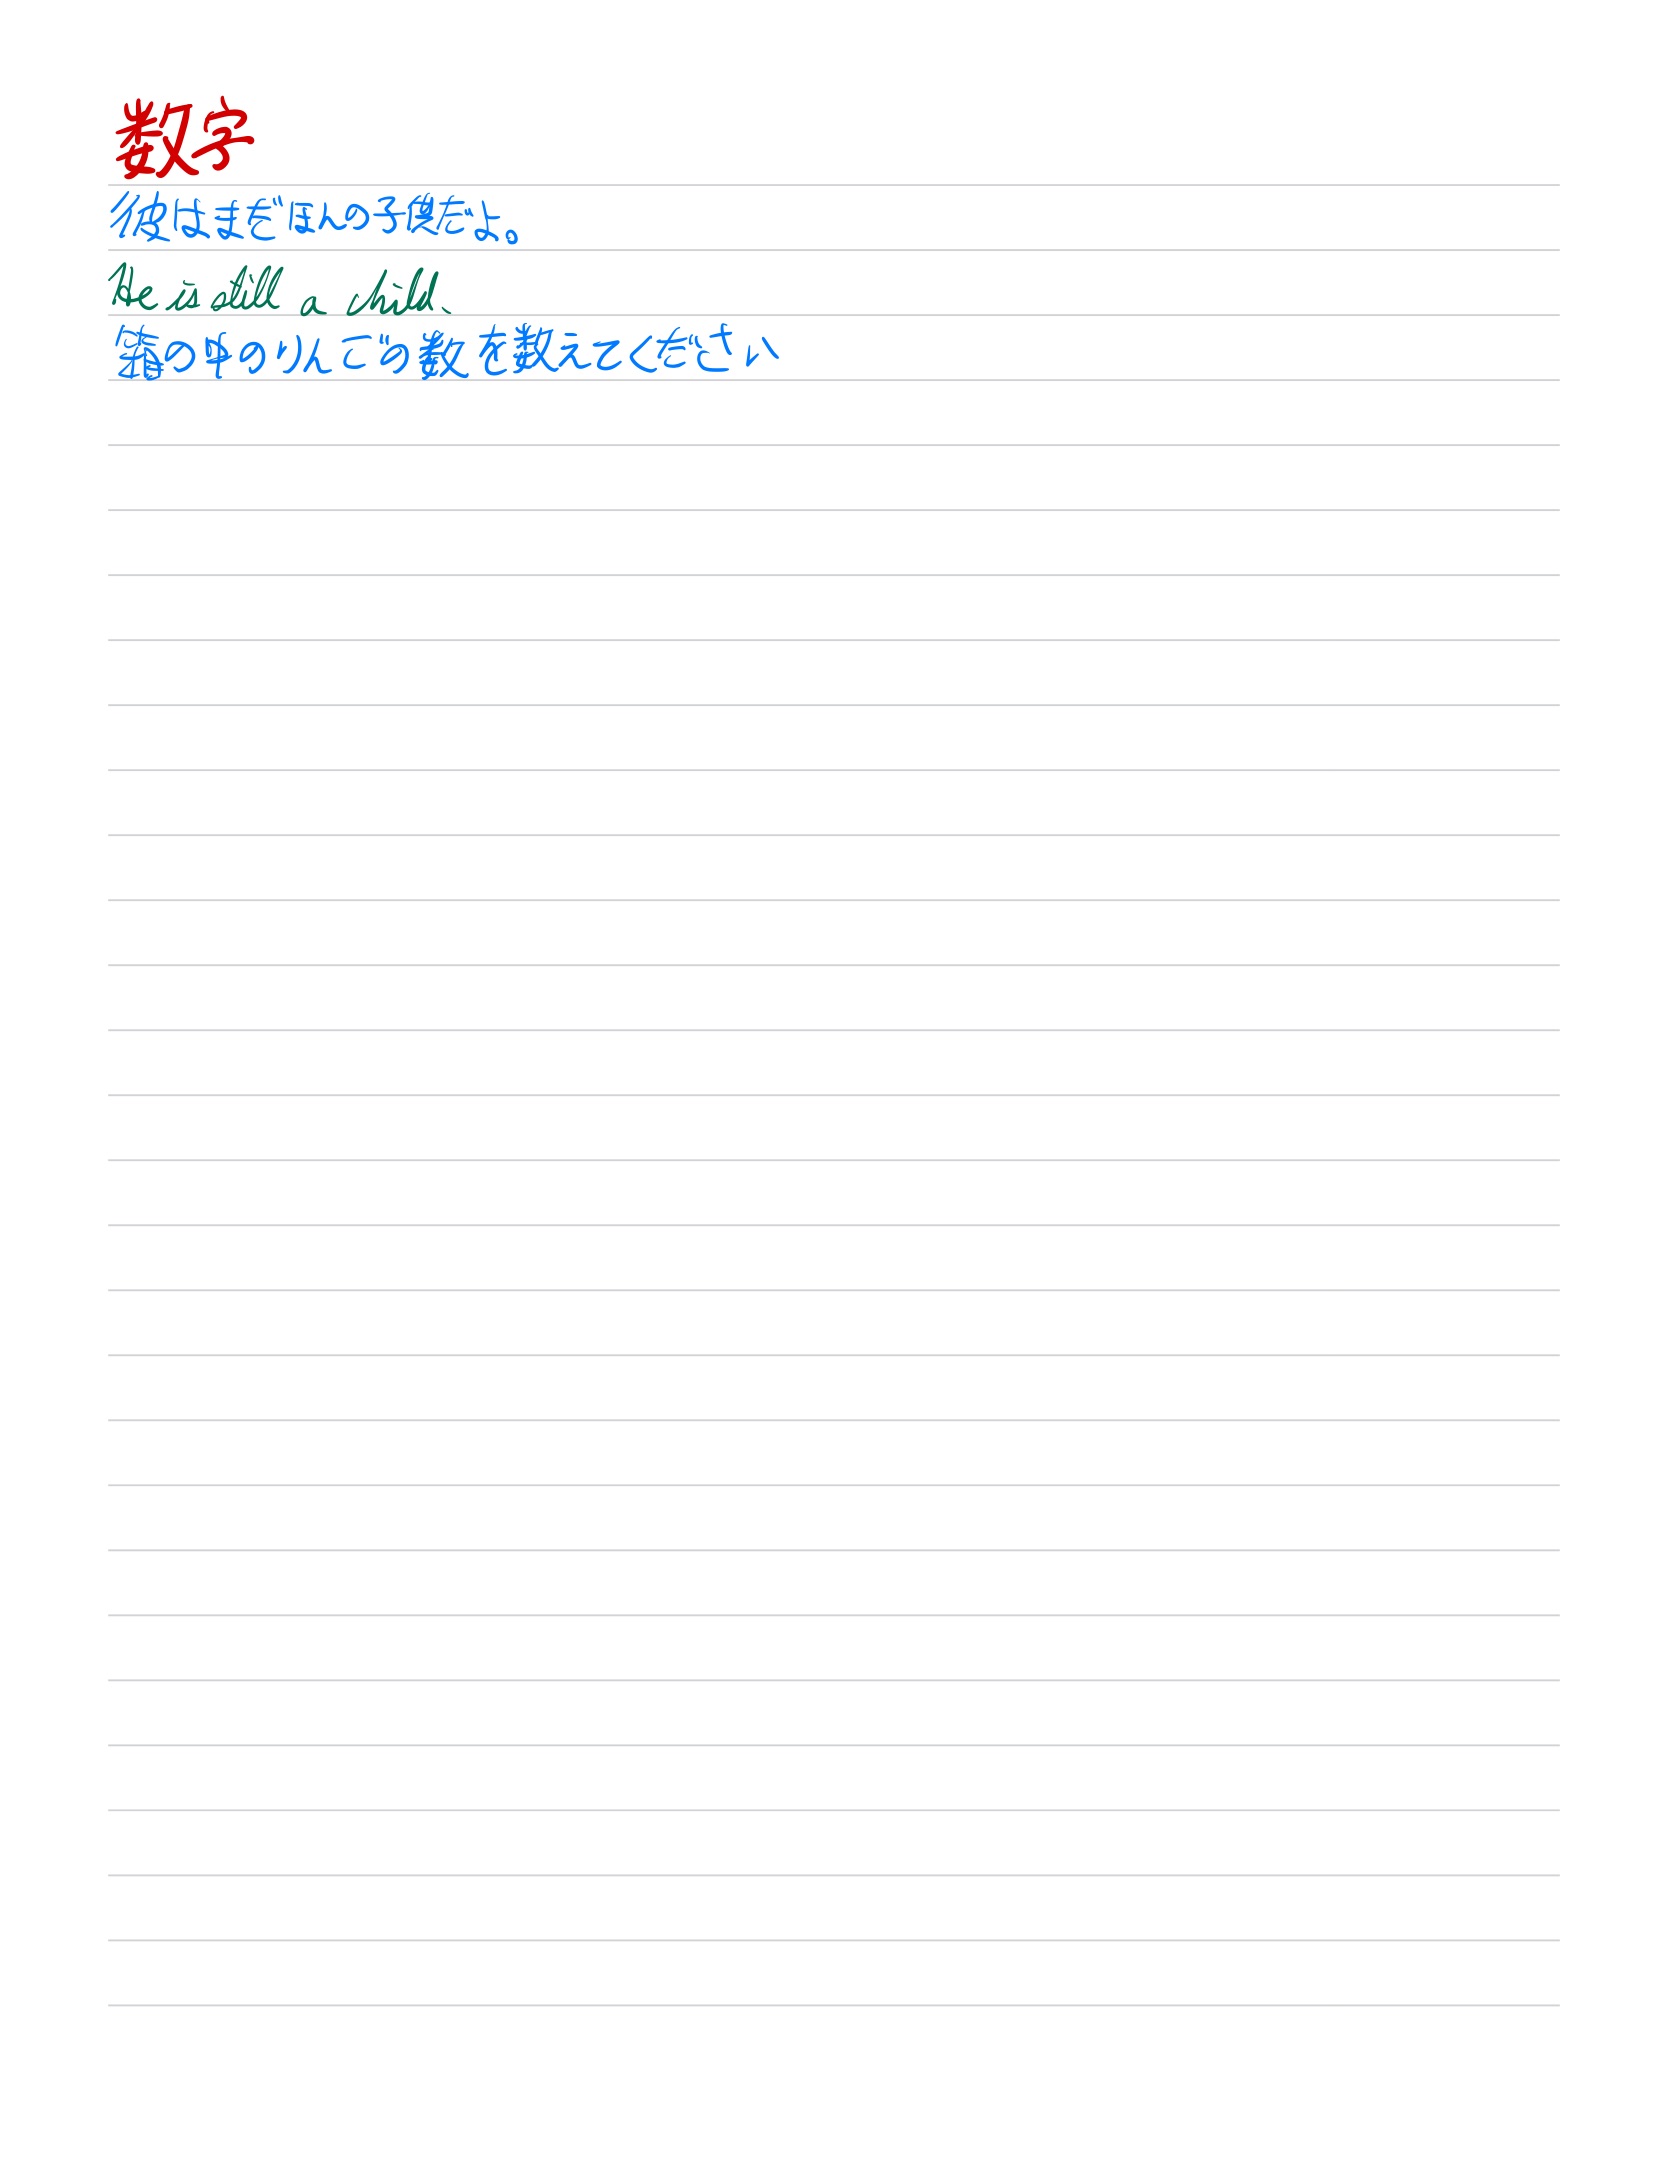 数字
彼はまだほんの子供だよ。
He is still a child.
箱の中のりんごの数を数えてください